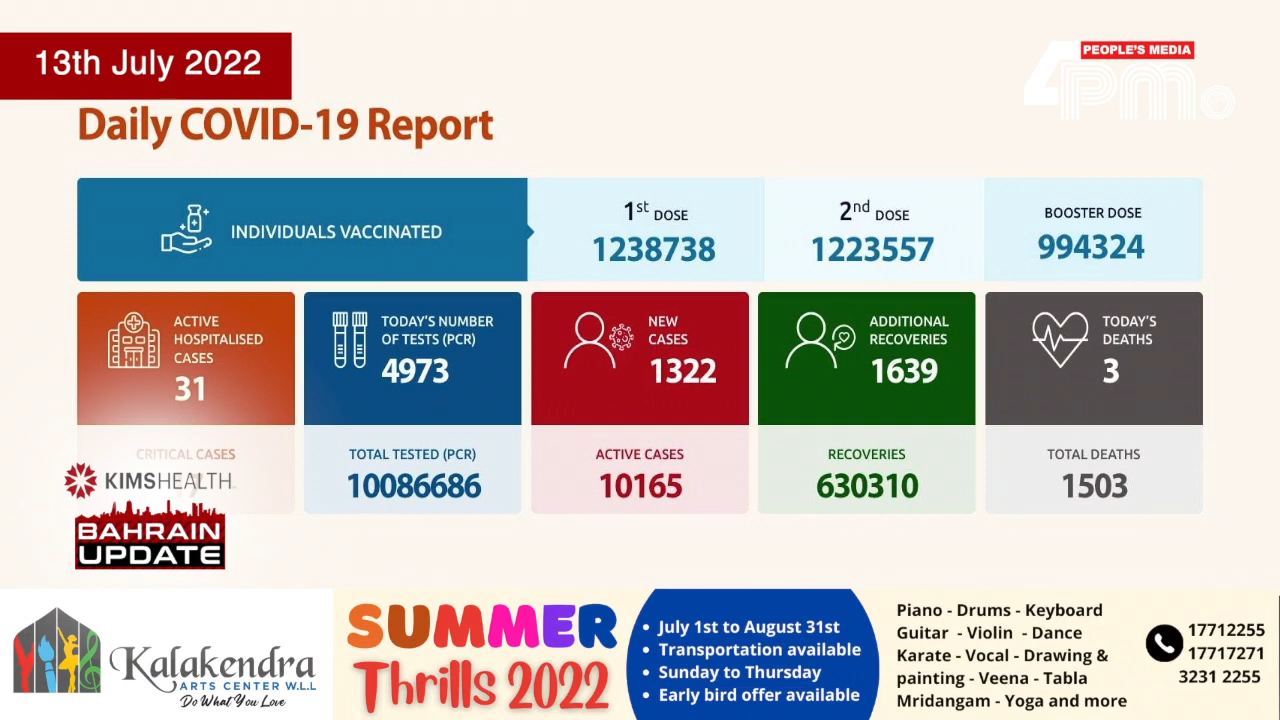 13th July 2022
PEOPLE'S MEDIA
4PM
Daily COVID-19 Report
INDIVIDUALS VACCINATED
1st DOSE
1238738
2nd DOSE
1223557
BOOSTER DOSE
994324
ACTIVE
HOSPITALISED
CASES
31
TODAY'S NUMBER
OF TESTS (PCR)
4973
NEW
CASES
1322
ADDITIONAL
RECOVERIES
1639
TODAY'S
DEATHS
3
CRITICAL CASES
TOTAL TESTED (PCR)
10086686
ACTIVE CASES
10165
RECOVERIES
630310
TOTAL DEATHS
1503
KIMSHEALTH
BAHRAIN
UPDATE
Kalakendra
ARTS CENTER W.L.L
Do What You Love
SUMMER
Thrills 2022
• July 1st to August 31st
• Transportation available
• Sunday to Thursday
• Early bird offer available
Piano - Drums - Keyboard
Guitar - Violin - Dance
Karate - Vocal - Drawing &
painting - Veena - Tabla
Mridangam - Yoga and more
17712255
17717271
3231 2255